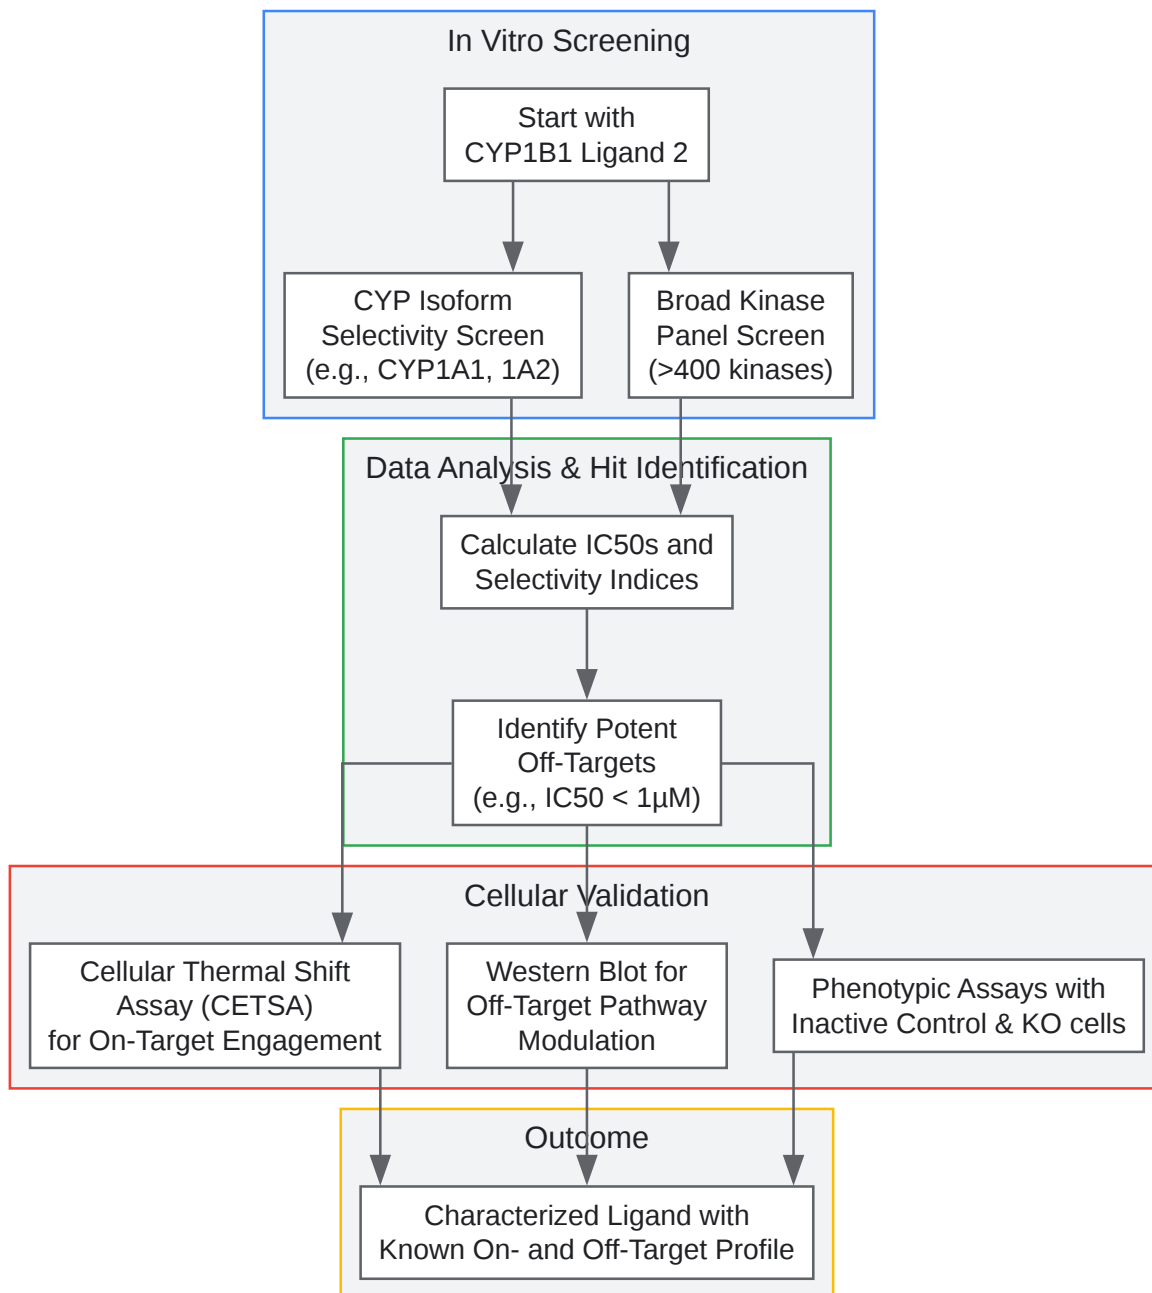 In Vitro Screening
Start with
CYP1B1 Ligand 2
CYP Isoform
Selectivity Screen
(e.g., CYP1A1, 1A2)
Broad Kinase
Panel Screen
(>400 kinases)
Data Analysis & Hit Identification
Calculate IC50s and
Selectivity Indices
Identify Potent
Off-Targets
(e.g., IC50 < 1µM)
Cellular Validation
Cellular Thermal Shift
Assay (CETSA)
for On-Target Engagement
Western Blot for
Off-Target Pathway
Modulation
Phenotypic Assays with
Inactive Control & KO cells
Outcome
Characterized Ligand with
Known On- and Off-Target Profile